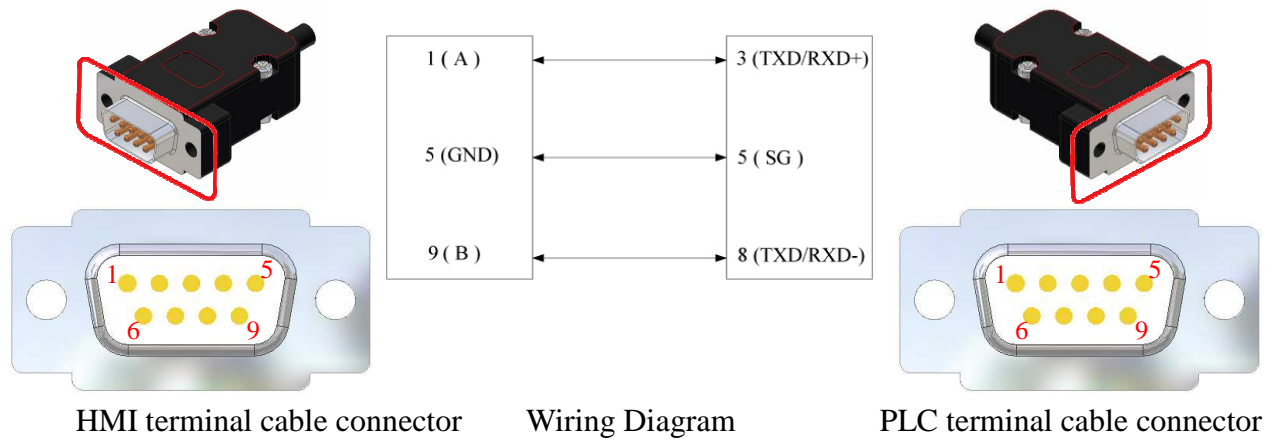 1 ( A ) 3 (TXD/RXD+)
5 (GND) 5 ( SG )
9 ( B ) 8 (TXD/RXD-)
1 5
6 9
1 5
6 9
HMI terminal cable connector Wiring Diagram PLC terminal cable connector